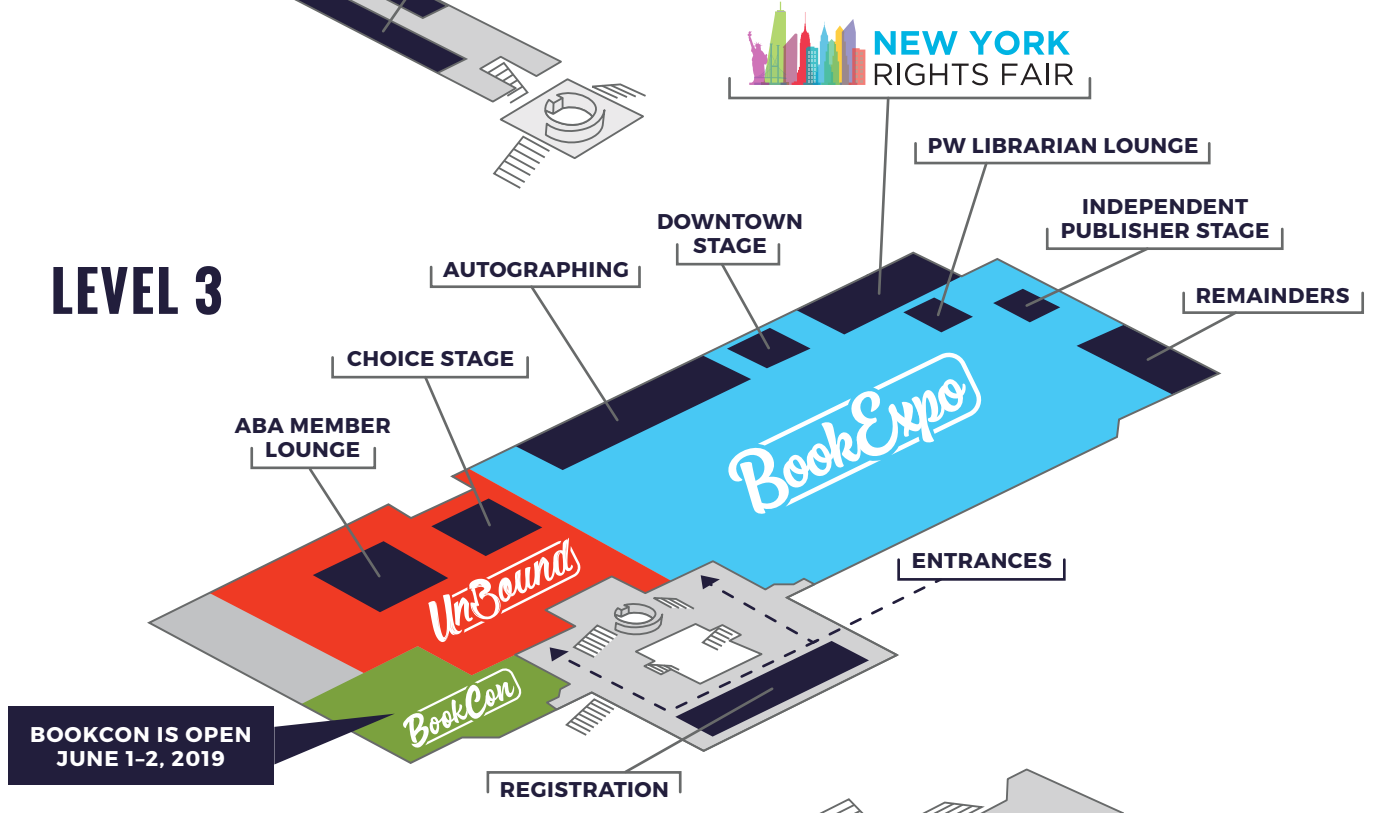 NEW YORK
RIGHTS FAIR
PW LIBRARIAN LOUNGE
INDEPENDENT
PUBLISHER STAGE
DOWNTOWN
STAGE
AUTOGRAPHING
LEVEL 3
REMAINDERS
CHOICE STAGE
ABA MEMBER
LOUNGE
BookExpo
UnBound
ENTRANCES
BookCon
BOOKCON IS OPEN
JUNE 1–2, 2019
REGISTRATION